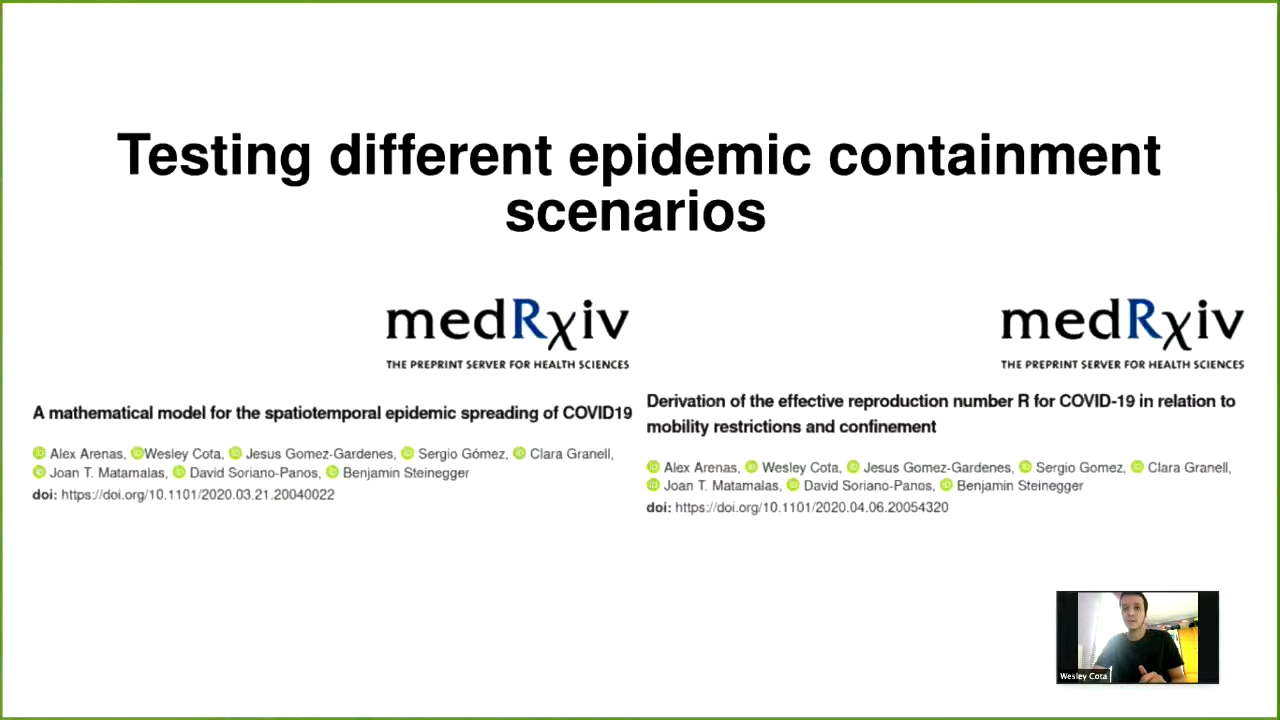 Testing different epidemic containment
scenarios
medRχiv
THE PREPRINT SERVER FOR HEALTH SCIENCES
A mathematical model for the spatiotemporal epidemic spreading of COVID19
Alex Arenas, Wesley Cota, Jesus Gomez-Gardenes, Sergio Gómez, Clara Granell,
Joan T. Matamalas, David Soriano-Panos, Benjamin Steinegger
doi: https://doi.org/10.1101/2020.03.21.20040022
medRχiv
THE PREPRINT SERVER FOR HEALTH SCIENCES
Derivation of the effective reproduction number R for COVID-19 in relation to
mobility restrictions and confinement
Alex Arenas, Wesley Cota, Jesus Gomez-Gardenes, Sergio Gomez, Clara Granell,
Joan T. Matamalas, David Soriano-Panos, Benjamin Steinegger
doi: https://doi.org/10.1101/2020.04.06.20054320
Wesley Cota